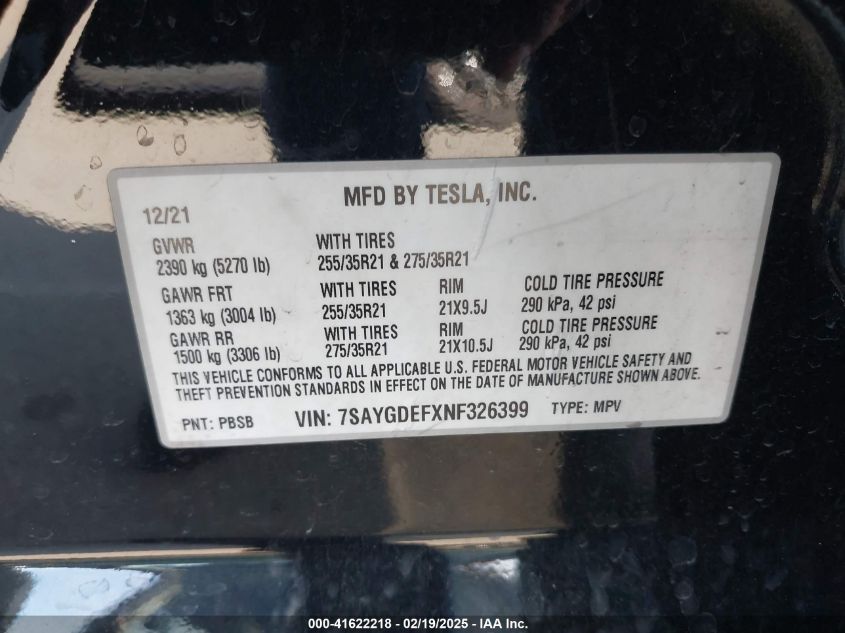 MFD BY TESLA, INC.
12/21
GVWR WITH TIRES
2390 kg (5270 lb) 255/35R21 & 275/35R21
GAWR FRT WITH TIRES RIM COLD TIRE PRESSURE
1363 kg (3004 lb) 255/35R21 21X9.5J 290 kPa, 42 psi
GAWR RR WITH TIRES RIM COLD TIRE PRESSURE
1500 kg (3306 lb) 275/35R21 21X10.5J 290 kPa, 42 psi
THIS VEHICLE CONFORMS TO ALL APPLICABLE U.S. FEDERAL MOTOR VEHICLE SAFETY AND
THEFT PREVENTION STANDARDS IN EFFECT ON THE DATE OF MANUFACTURE SHOWN ABOVE.
PNT: PBSB VIN: 7SAYGDEFXNF326399 TYPE: MPV
000-41622218 - 02/19/2025 - IAA Inc.